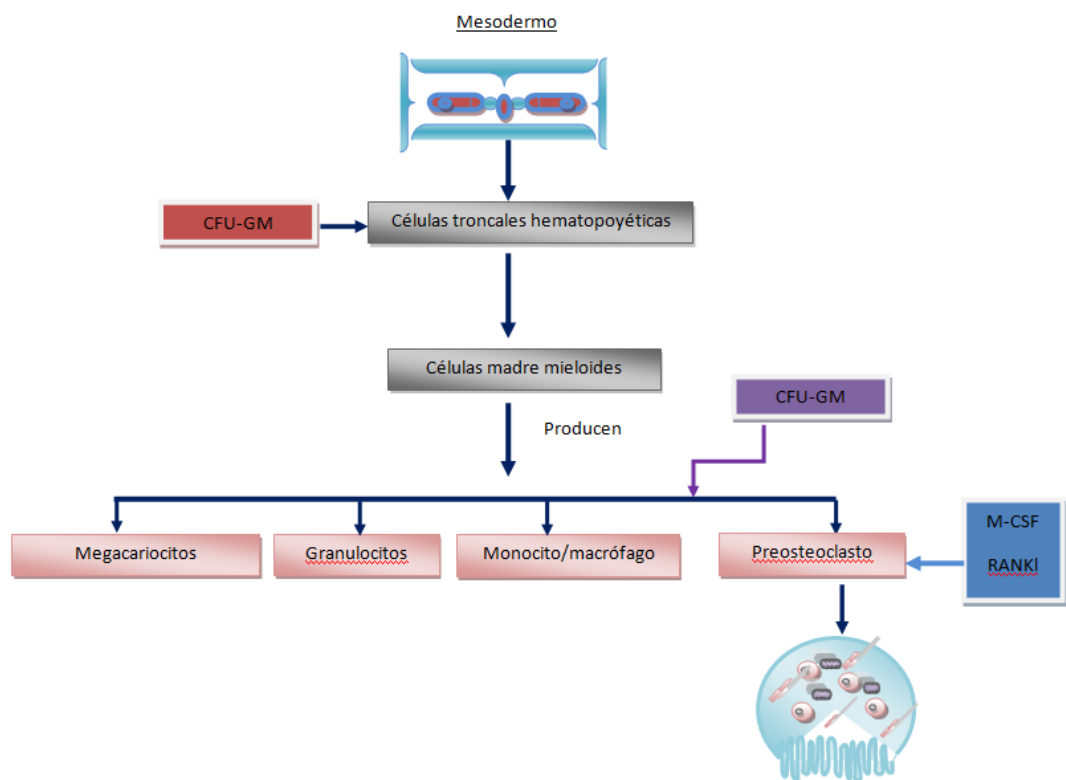 Mesodermo
CFU-GM
Células troncales hematopoyéticas
Células madre mieloides
CFU-GM
Producen
Megacariocitos
Granulocitos
Monocito/macrófago
Preosteoclasto
M-CSF
RANKl